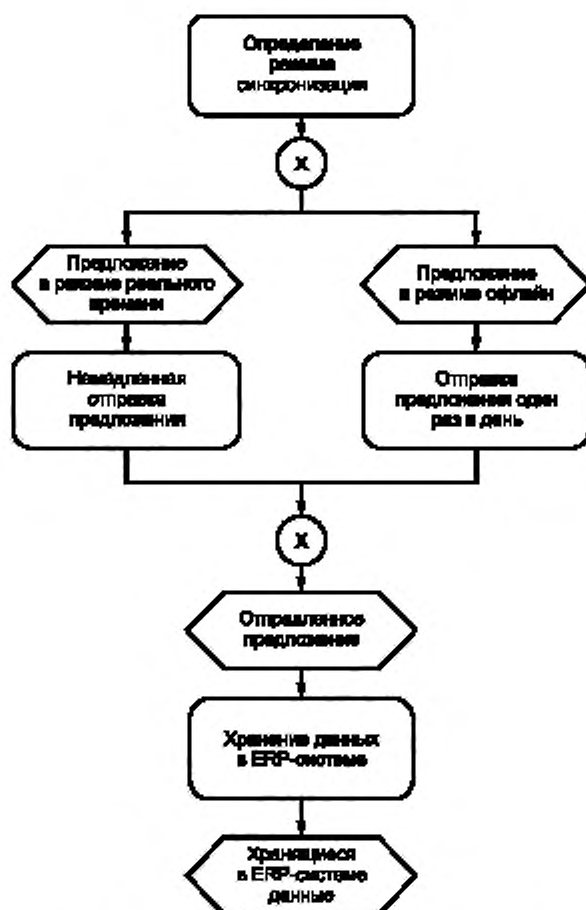 Определение
режима
синхронизации
X
Предложение
в режиме реального
времени
Предложение
в режиме офлайн
Немедленная
отправка
предложения
Отправка
предложения один
раз в день
X
Отправленное
предложение
Хранение данных
в ERP-системе
Хранящиеся
в ERP-системе
данные